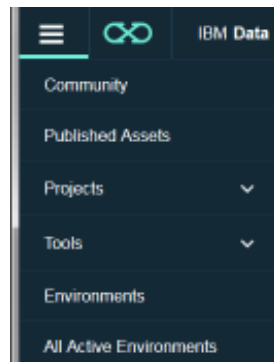 IBM Data
Community
Published Assets
Projects
Tools
Environments
All Active Environments